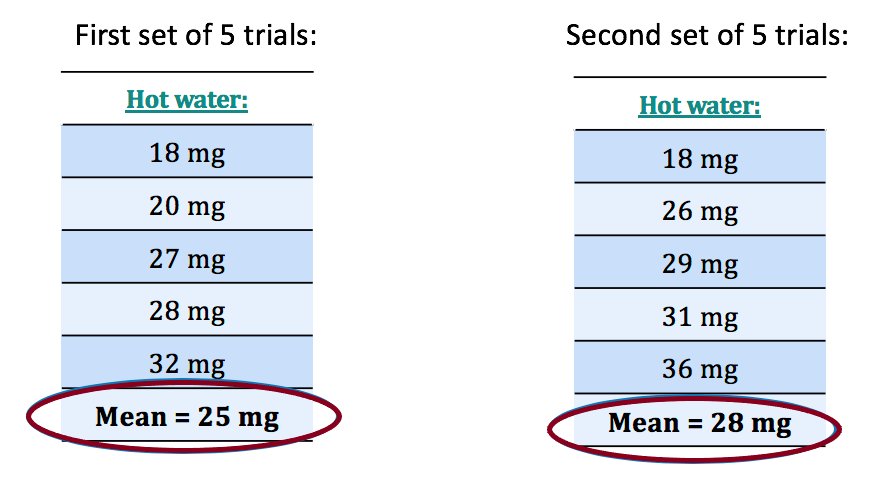 First set of 5 trials:
Hot water:
18 mg
20 mg
27 mg
28 mg
32 mg
Mean = 25 mg
Second set of 5 trials:
Hot water:
18 mg
26 mg
29 mg
31 mg
36 mg
Mean = 28 mg